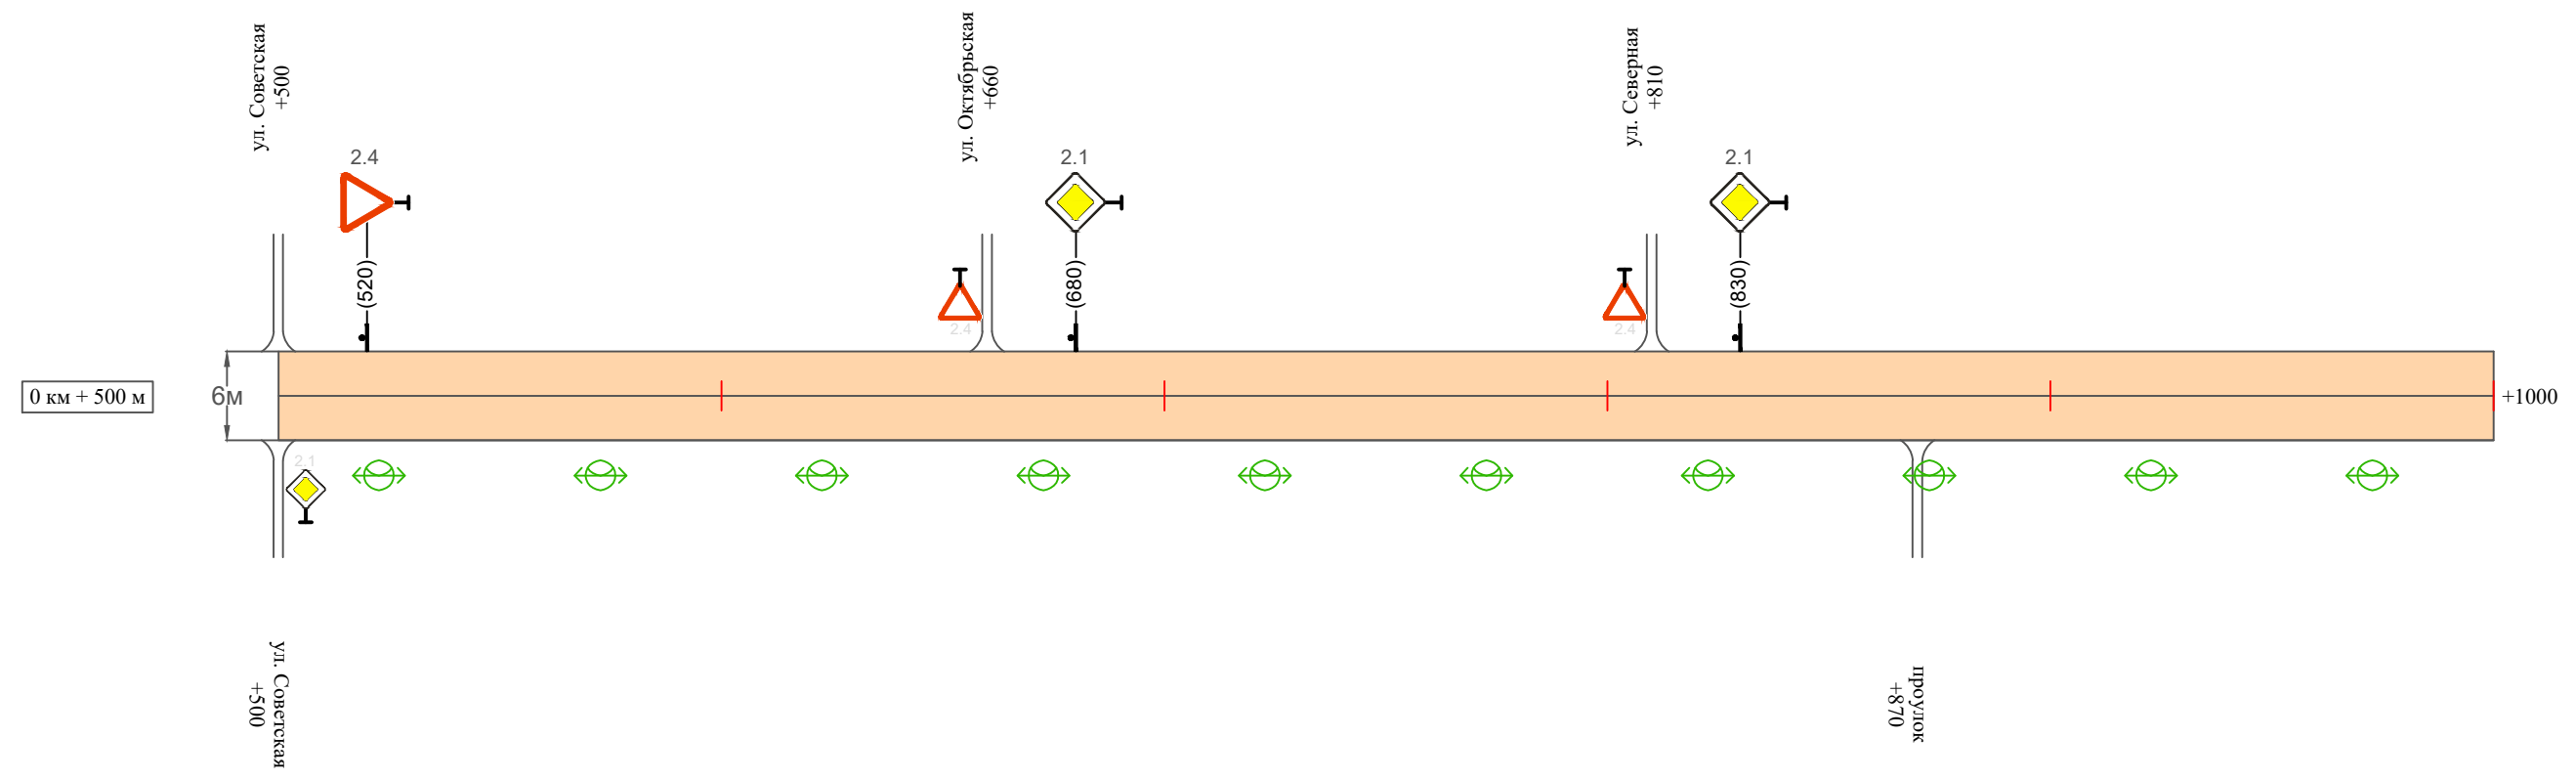 ул. Советская
+500
ул. Октябрьская
+660
ул. Северная
+810
2.4
2.1
2.1
(520)
(680)
(830)
2.4
2.4
0 км + 500 м
6м
+1000
2.1
ул. Советская
+500
проулок
+870